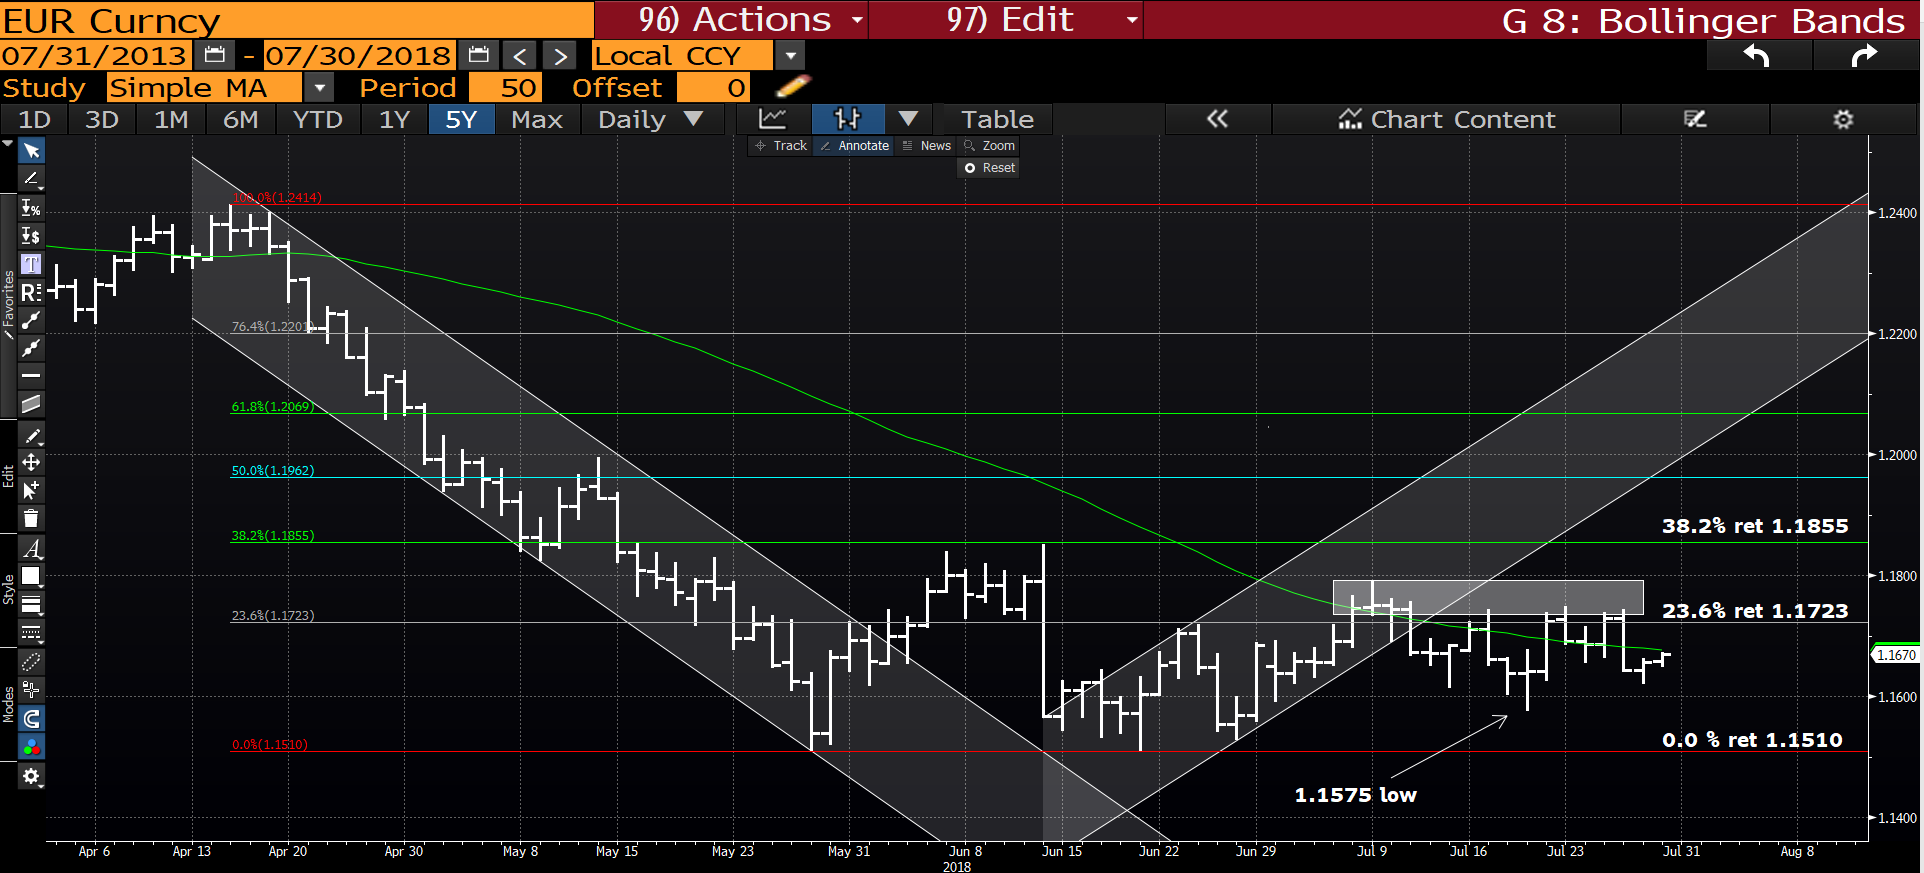 EUR Curncy 96) Actions 97) Edit G 8: Bollinger Bands
07/31/2013 - 07/30/2018 < > Local CCY
Study Simple MA Period 50 Offset 0
1D 3D 1M 6M YTD 1Y 5Y Max Daily Table « Chart Content
Track Annotate News Zoom
Reset
Favorites
Edit
Style
Modes
100.0%(1.2414)
1.2400
76.4%(1.2201)
1.2200
61.8%(1.2069)
1.2000
50.0%(1.1962)
38.2% ret 1.1855
38.2%(1.1855)
1.1800
23.6% ret 1.1723
23.6%(1.1723)
1.1670
1.1600
0.0 % ret 1.1510
0.0%(1.1510)
1.1575 low
1.1400
Apr 6 Apr 13 Apr 20 Apr 30 May 8 May 15 May 23 May 31 Jun 8 Jun 15 Jun 22 Jun 29 Jul 9 Jul 16 Jul 23 Jul 31 Aug 8
2018